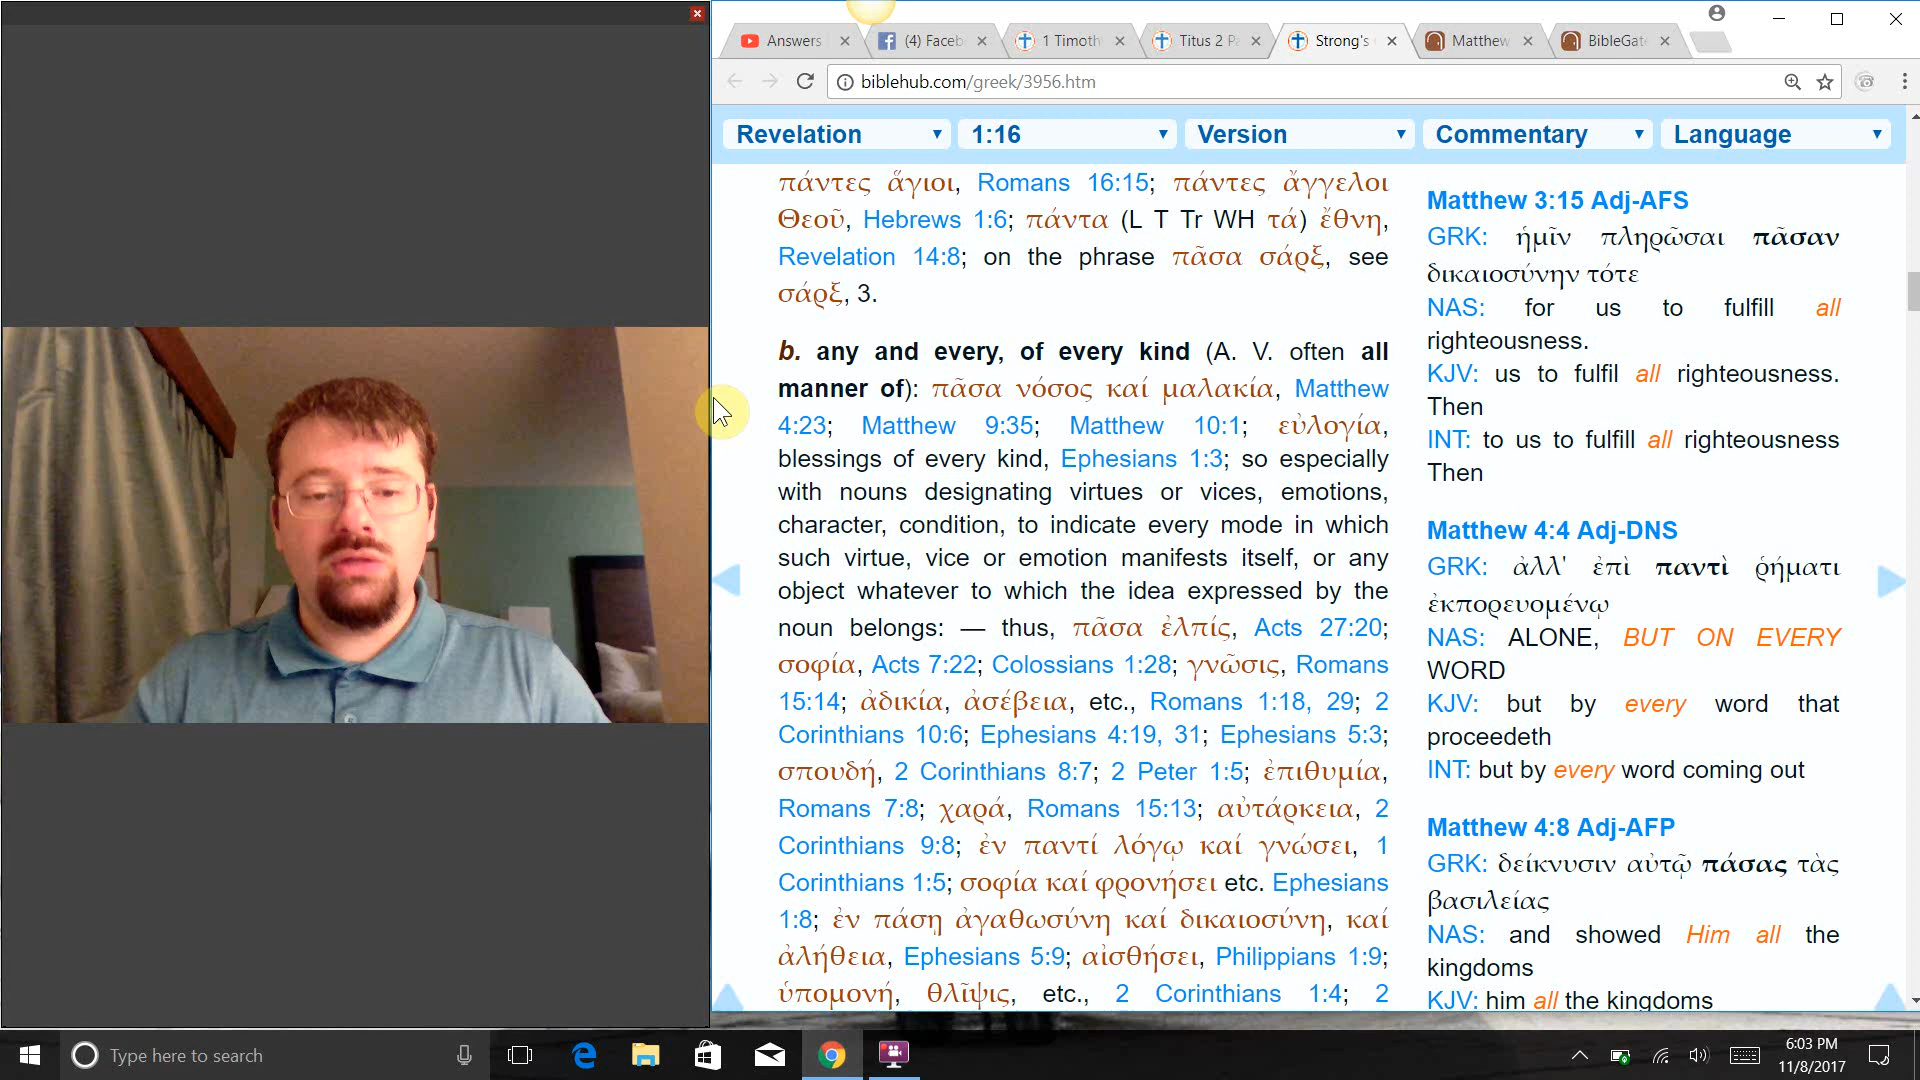 Answers
(4) Faceb
1 Timoth
Titus 2 Pa
Strong's
Matthew
BibleGat
biblehub.com/greek/3956.htm
Revelation
1:16
Version
Commentary
Language
πάντες ἅγιοι, Romans 16:15; πάντες ἄγγελοι
Θεοῦ, Hebrews 1:6; πάντα (L T Tr WH τά) ἔθνη,
Revelation 14:8; on the phrase πᾶσα σάρξ, see
σάρξ, 3.
b. any and every, of every kind (A. V. often all
manner of): πᾶσα νόσος καί μαλακία, Matthew
4:23; Matthew 9:35; Matthew 10:1; εὐλογία,
blessings of every kind, Ephesians 1:3; so especially
with nouns designating virtues or vices, emotions,
character, condition, to indicate every mode in which
such virtue, vice or emotion manifests itself, or any
object whatever to which the idea expressed by the
noun belongs: — thus, πᾶσα ἐλπίς, Acts 27:20;
σοφία, Acts 7:22; Colossians 1:28; γνῶσις, Romans
15:14; ἀδικία, ἀσέβεια, etc., Romans 1:18, 29; 2
Corinthians 10:6; Ephesians 4:19, 31; Ephesians 5:3;
σπουδή, 2 Corinthians 8:7; 2 Peter 1:5; ἐπιθυμία,
Romans 7:8; χαρά, Romans 15:13; αὐτάρκεια, 2
Corinthians 9:8; ἐν παντί λόγῳ καί γνώσει, 1
Corinthians 1:5; σοφία καί φρονήσει etc. Ephesians
1:8; ἐν πάσῃ ἀγαθωσύνη καί δικαιοσύνη, καί
ἀλήθεια, Ephesians 5:9; αἰσθήσει, Philippians 1:9;
ὑπομονή, θλῖψις, etc., 2 Corinthians 1:4; 2
Matthew 3:15 Adj-AFS
GRK: ἡμῖν πληρῶσαι πᾶσαν
δικαιοσύνην τότε
NAS: for us to fulfill all
righteousness.
KJV: us to fulfil all righteousness.
Then
INT: to us to fulfill all righteousness
Then
Matthew 4:4 Adj-DNS
GRK: ἀλλ' ἐπὶ παντὶ ῥήματι
ἐκπορευομένῳ
NAS: ALONE, BUT ON EVERY
WORD
KJV: but by every word that
proceedeth
INT: but by every word coming out
Matthew 4:8 Adj-AFP
GRK: δείκνυσιν αὐτῷ πάσας τὰς
βασιλείας
NAS: and showed Him all the
kingdoms
KJV: him all the kingdoms
Type here to search
6:03 PM
11/8/2017